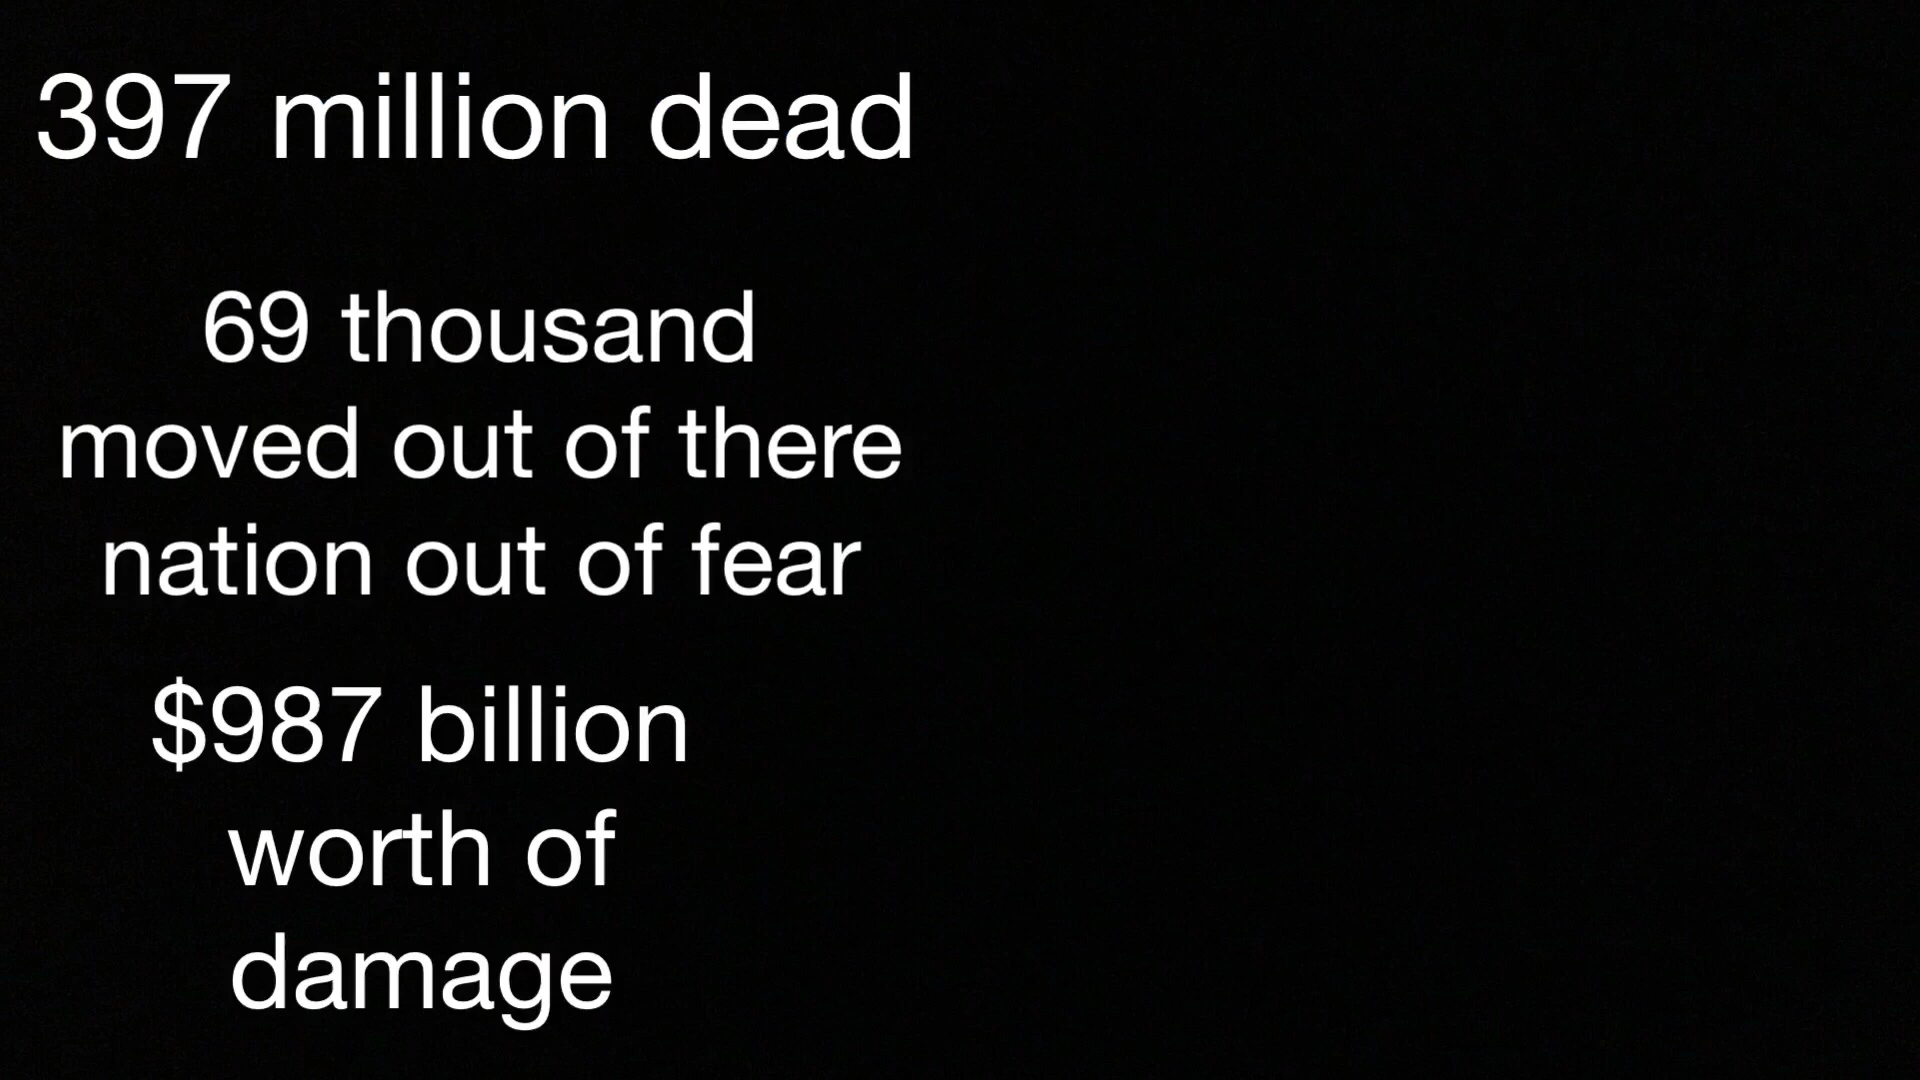 397 million dead
69 thousand
moved out of there
nation out of fear
$987 billion
worth of
damage